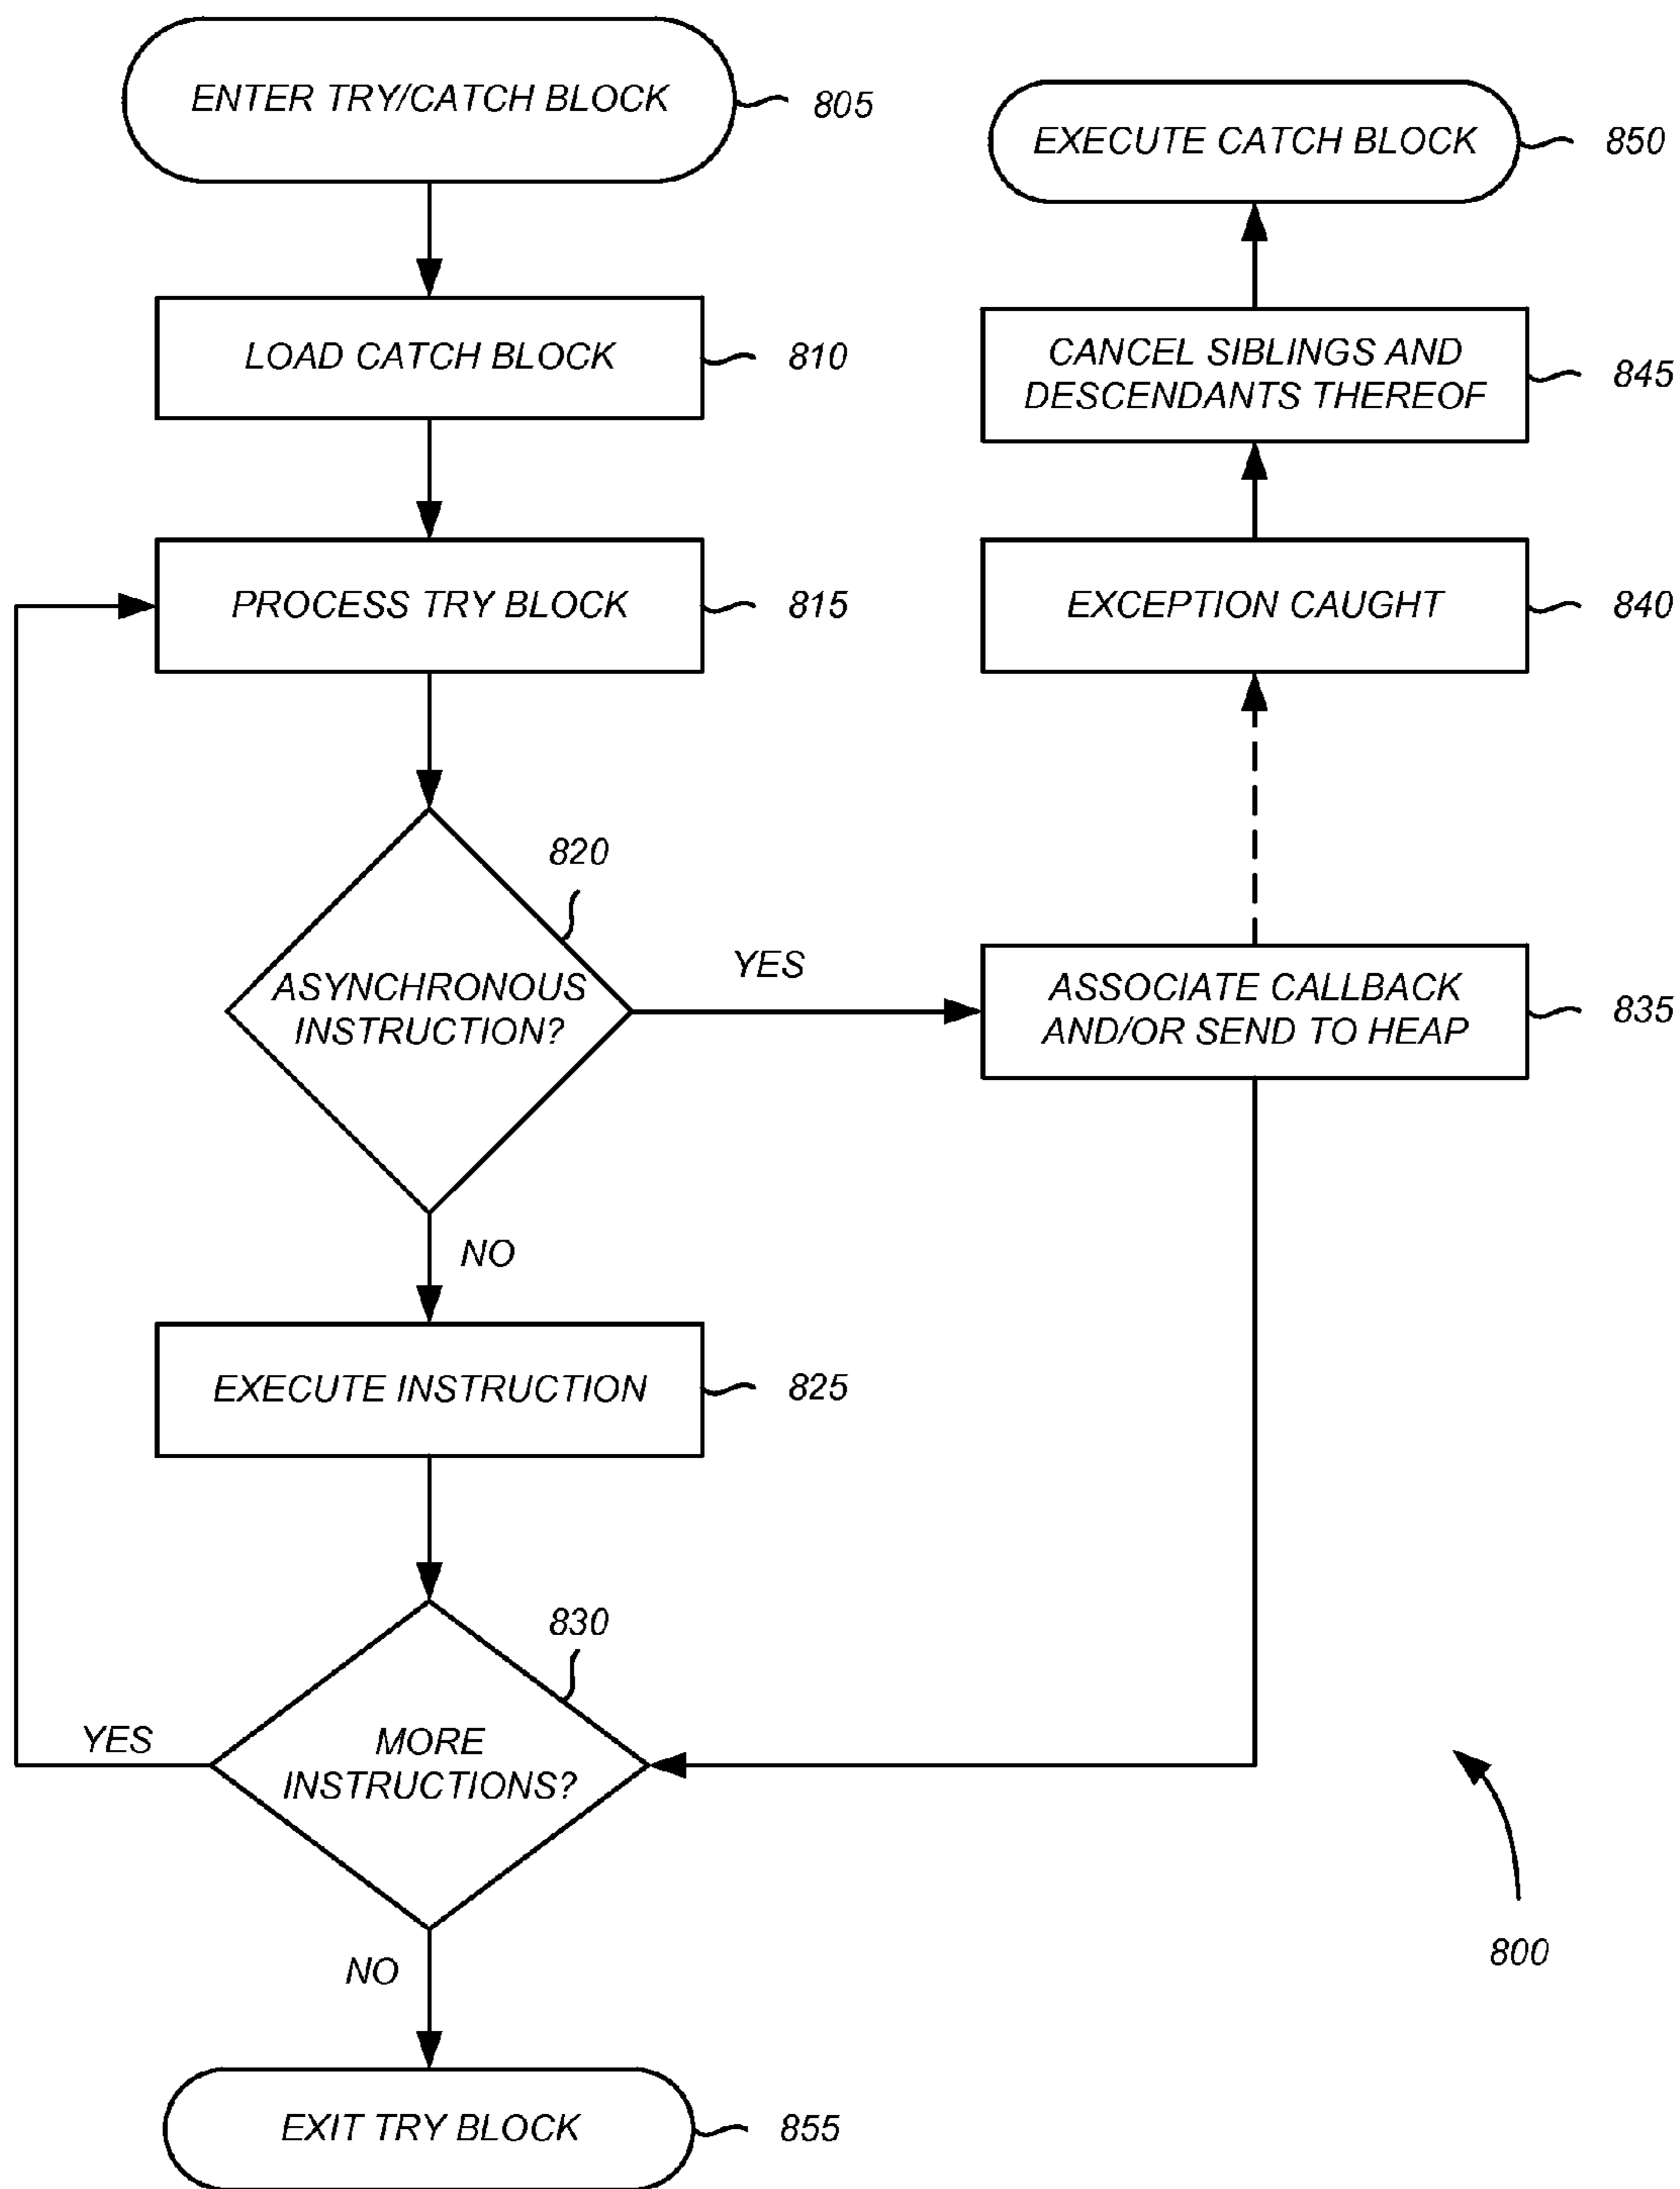 ENTER TRY/CATCH BLOCK
805
LOAD CATCH BLOCK
810
PROCESS TRY BLOCK
815
820
ASYNCHRONOUS
INSTRUCTION?
YES
NO
EXECUTE INSTRUCTION
825
830
MORE
INSTRUCTIONS?
YES
NO
EXIT TRY BLOCK
855
EXECUTE CATCH BLOCK
850
CANCEL SIBLINGS AND
DESCENDANTS THEREOF
845
EXCEPTION CAUGHT
840
ASSOCIATE CALLBACK
AND/OR SEND TO HEAP
835
800